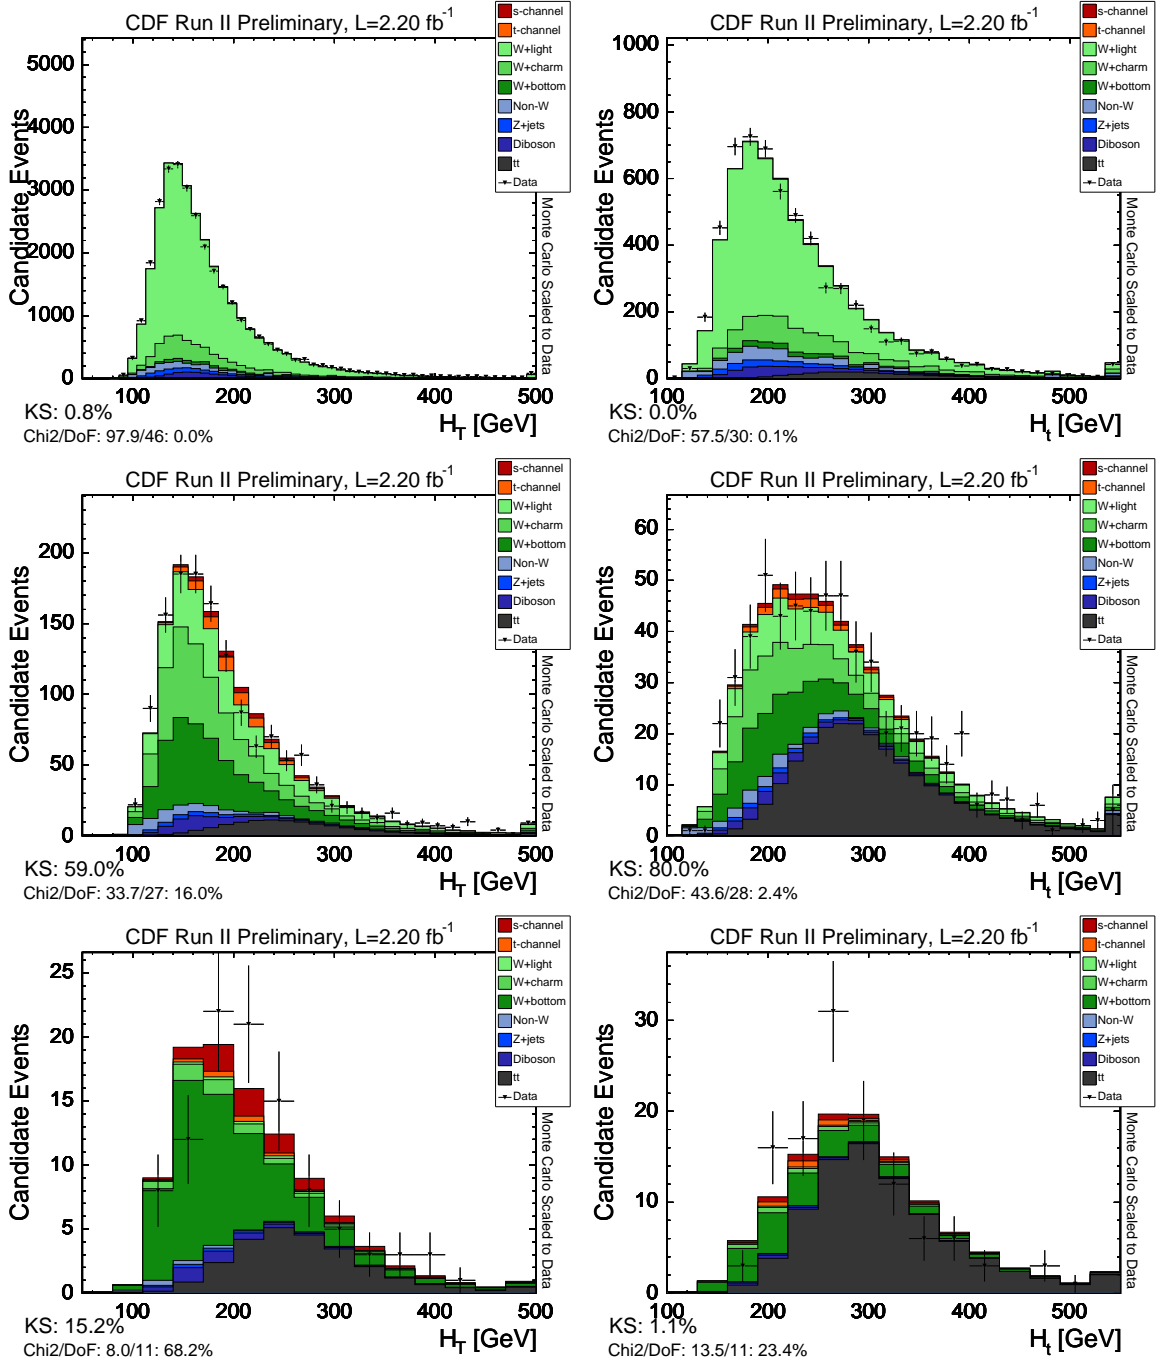 CDF Run II Preliminary, L=2.20 fb-1
s-channel
t-channel
W+light
W+charm
W+bottom
Non-W
Z+jets
Diboson
tt
Data
Candidate Events
5000
4000
3000
2000
1000
0
100 200 300 400 500
HT [GeV]
KS: 0.8%
Chi2/DoF: 97.9/46: 0.0%
Monte Carlo Scaled to Data
CDF Run II Preliminary, L=2.20 fb-1
s-channel
t-channel
W+light
W+charm
W+bottom
Non-W
Z+jets
Diboson
tt
Data
Candidate Events
1000
800
600
400
200
0
100 200 300 400 500
Ht [GeV]
KS: 0.0%
Chi2/DoF: 57.5/30: 0.1%
Monte Carlo Scaled to Data
CDF Run II Preliminary, L=2.20 fb-1
s-channel
t-channel
W+light
W+charm
W+bottom
Non-W
Z+jets
Diboson
tt
Data
Candidate Events
200
150
100
50
0
100 200 300 400 500
HT [GeV]
KS: 59.0%
Chi2/DoF: 33.7/27: 16.0%
Monte Carlo Scaled to Data
CDF Run II Preliminary, L=2.20 fb-1
s-channel
t-channel
W+light
W+charm
W+bottom
Non-W
Z+jets
Diboson
tt
Data
Candidate Events
60
50
40
30
20
10
0
100 200 300 400 500
Ht [GeV]
KS: 80.0%
Chi2/DoF: 43.6/28: 2.4%
Monte Carlo Scaled to Data
CDF Run II Preliminary, L=2.20 fb-1
s-channel
t-channel
W+light
W+charm
W+bottom
Non-W
Z+jets
Diboson
tt
Data
Candidate Events
25
20
15
10
5
0
100 200 300 400 500
HT [GeV]
KS: 15.2%
Chi2/DoF: 8.0/11: 68.2%
Monte Carlo Scaled to Data
CDF Run II Preliminary, L=2.20 fb-1
s-channel
t-channel
W+light
W+charm
W+bottom
Non-W
Z+jets
Diboson
tt
Data
Candidate Events
30
20
10
0
100 200 300 400 500
Ht [GeV]
KS: 1.1%
Chi2/DoF: 13.5/11: 23.4%
Monte Carlo Scaled to Data